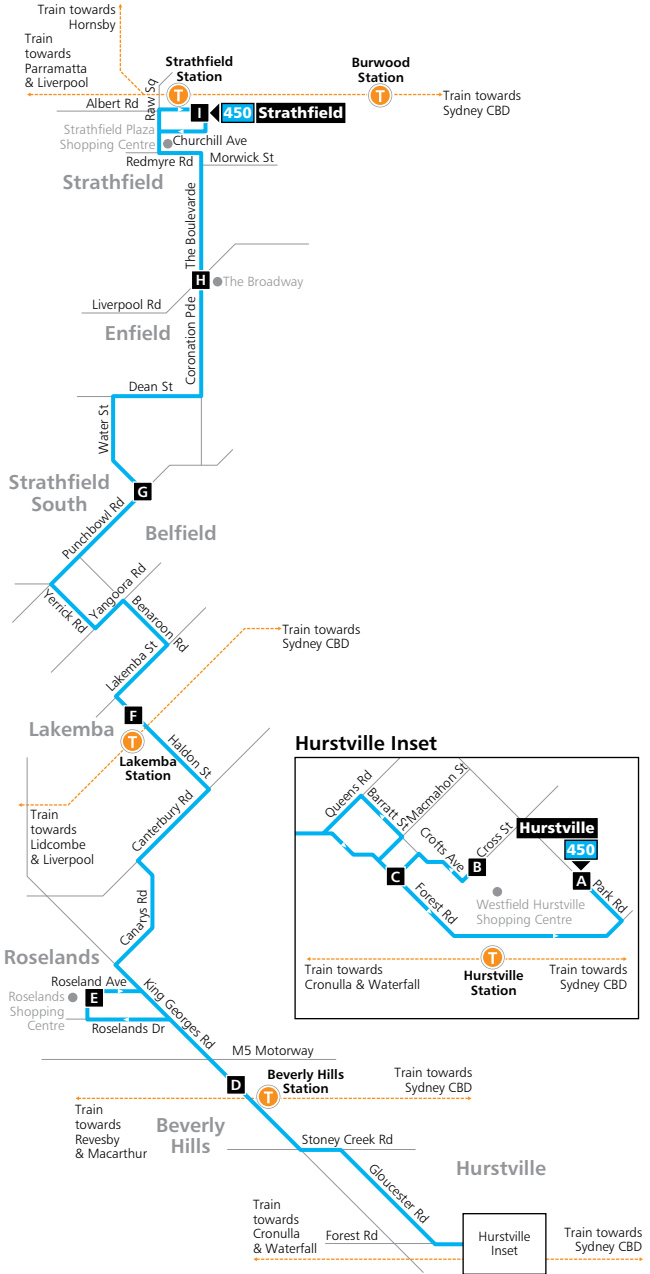 Train towards
Hornsby
Train
towards
Parramatta
& Liverpool
Strathfield
Station
Burwood
Station
Train towards
Sydney CBD
Raw Sq
Albert Rd
I
450 Strathfield
Strathfield Plaza
Shopping Centre
Churchill Ave
Redmyre Rd
Morwick St
Strathfield
The Boulevarde
H
The Broadway
Liverpool Rd
Enfield
Coronation Pde
Dean St
Water St
Strathfield
South
G
Punchbowl Rd
Belfield
Yerrick Rd
Yangoora Rd
Benaroon Rd
Train towards
Sydney CBD
Lakemba St
F
Lakemba
T
Lakemba
Station
Haldon St
Train
towards
Lidcombe
& Liverpool
Canterbury Rd
Canarys Rd
Roselands
Roseland Ave
E
Roselands
Shopping
Centre
Roselands Dr
King Georges Rd
M5 Motorway
D
Beverly Hills
Station
T
Train towards
Sydney CBD
Train
towards
Revesby
& Macarthur
Beverly
Hills
Stoney Creek Rd
Gloucester Rd
Hurstville
Train
towards
Cronulla
& Waterfall
Forest Rd
Hurstville
Inset
Train towards
Sydney CBD
Hurstville Inset
Queens Rd
Barratt St
Macmahon St
Crofts Ave
Cross St
Hurstville
450
A
B
C
Park Rd
Forest Rd
Westfield Hurstville
Shopping Centre
T
Hurstville
Station
Train towards
Cronulla & Waterfall
Train towards
Sydney CBD
T
T